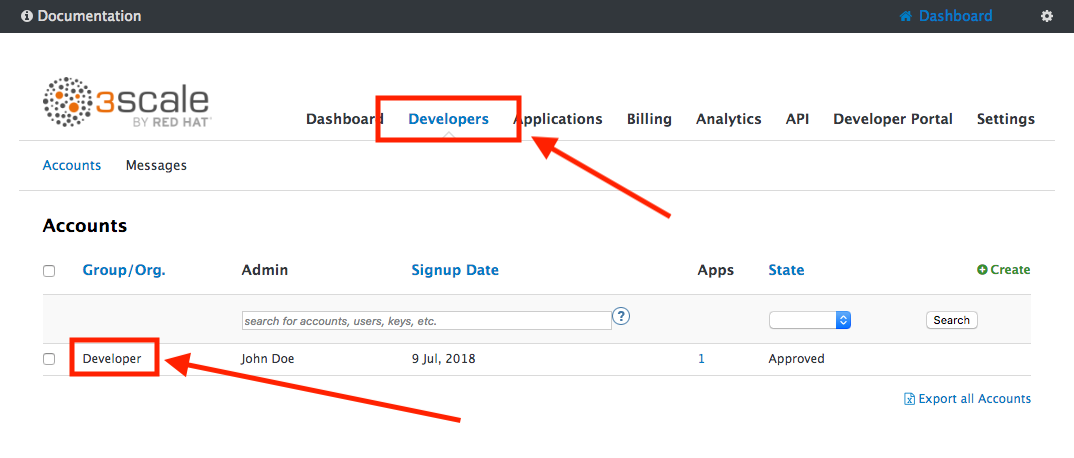 Documentation Dashboard
3scale
BY RED HAT
Dashboard Developers Applications Billing Analytics API Developer Portal Settings
Accounts Messages
Accounts
Group/Org. Admin Signup Date Apps State Create
search for accounts, users, keys, etc. ? Search
Developer John Doe 9 Jul, 2018 1 Approved
Export all Accounts